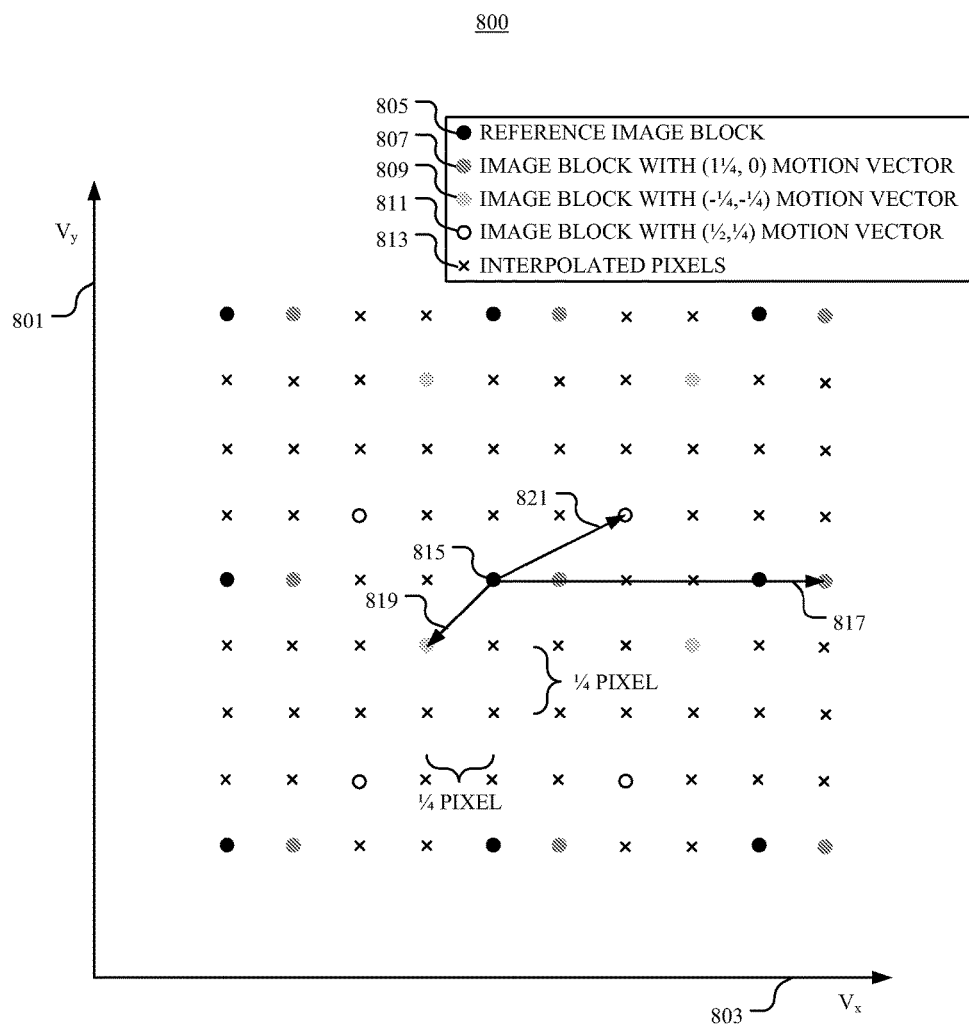 800
805
REFERENCE IMAGE BLOCK
807
IMAGE BLOCK WITH (1¼, 0) MOTION VECTOR
809
IMAGE BLOCK WITH (-¼,-¼) MOTION VECTOR
811
IMAGE BLOCK WITH (½,¼) MOTION VECTOR
813
INTERPOLATED PIXELS
Vy
801
821
815
819
817
¼ PIXEL
¼ PIXEL
803
Vx